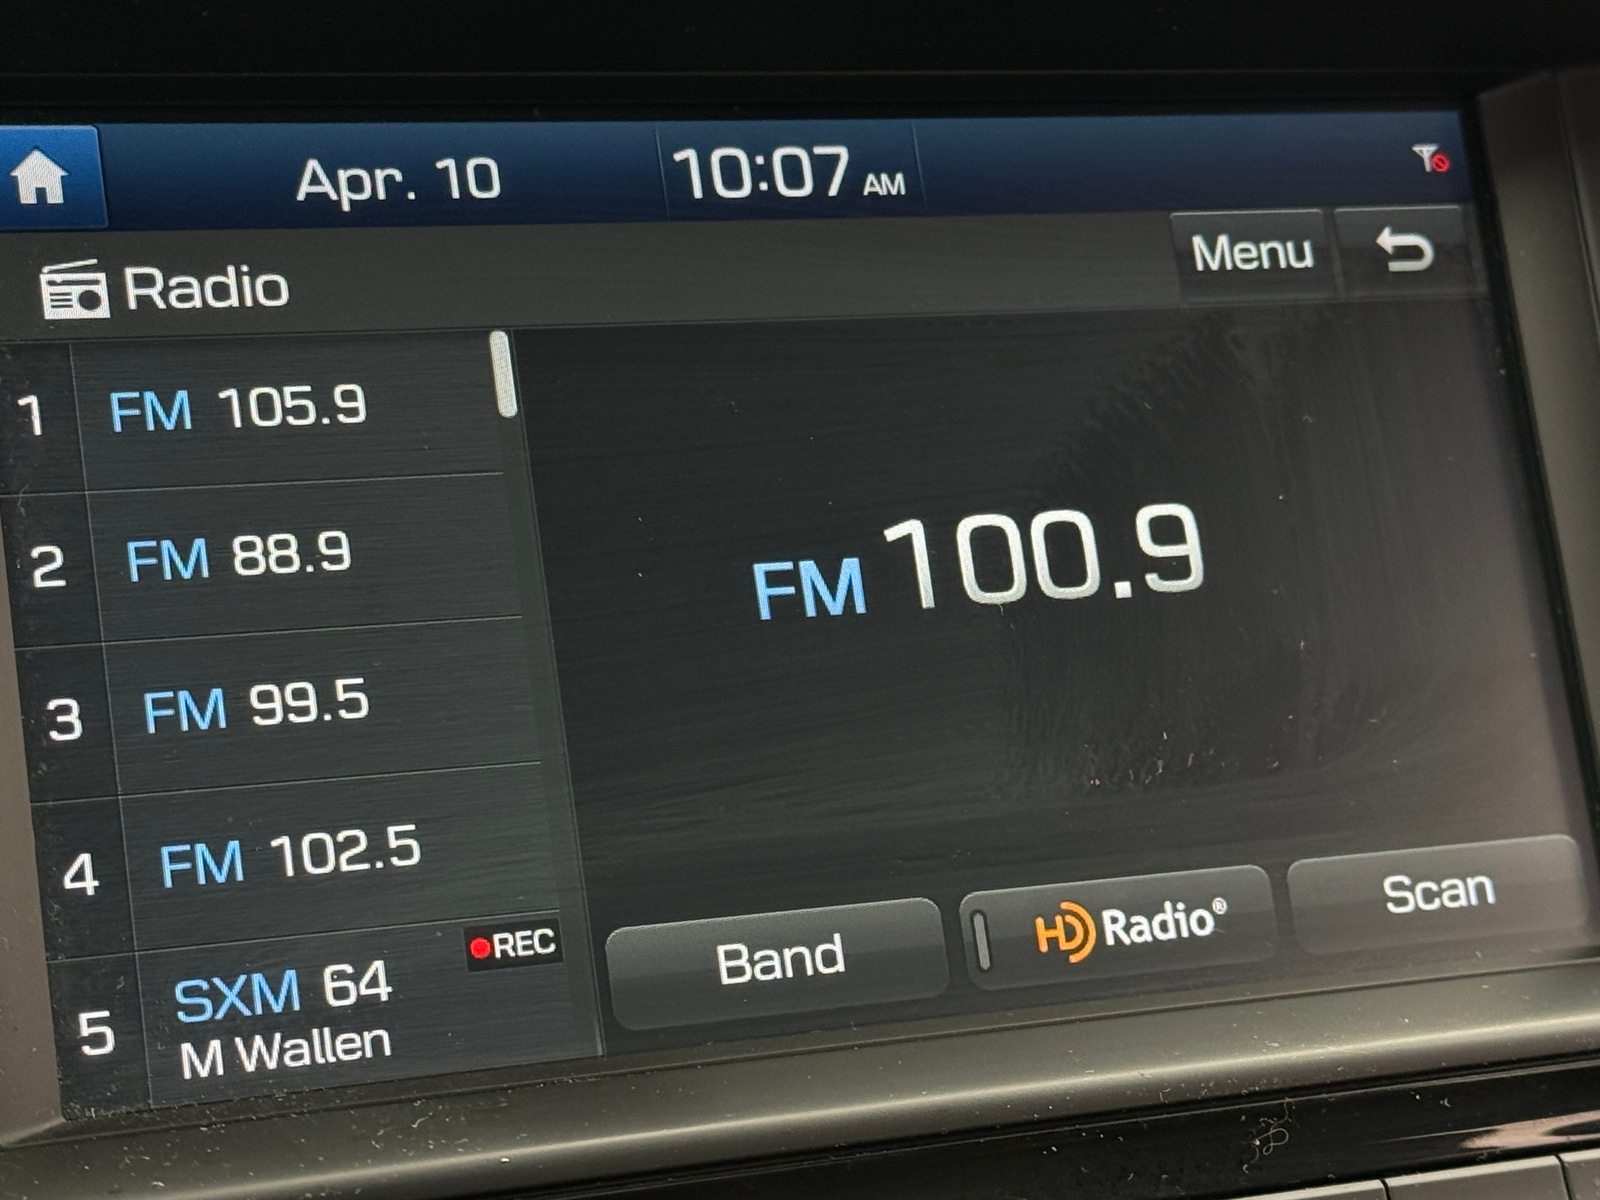 Apr. 10
10:07 AM
Radio
Menu
1 FM 105.9
2 FM 88.9
3 FM 99.5
4 FM 102.5
5 SXM 64
REC
M Wallen
FM 100.9
Band
HD Radio®
Scan